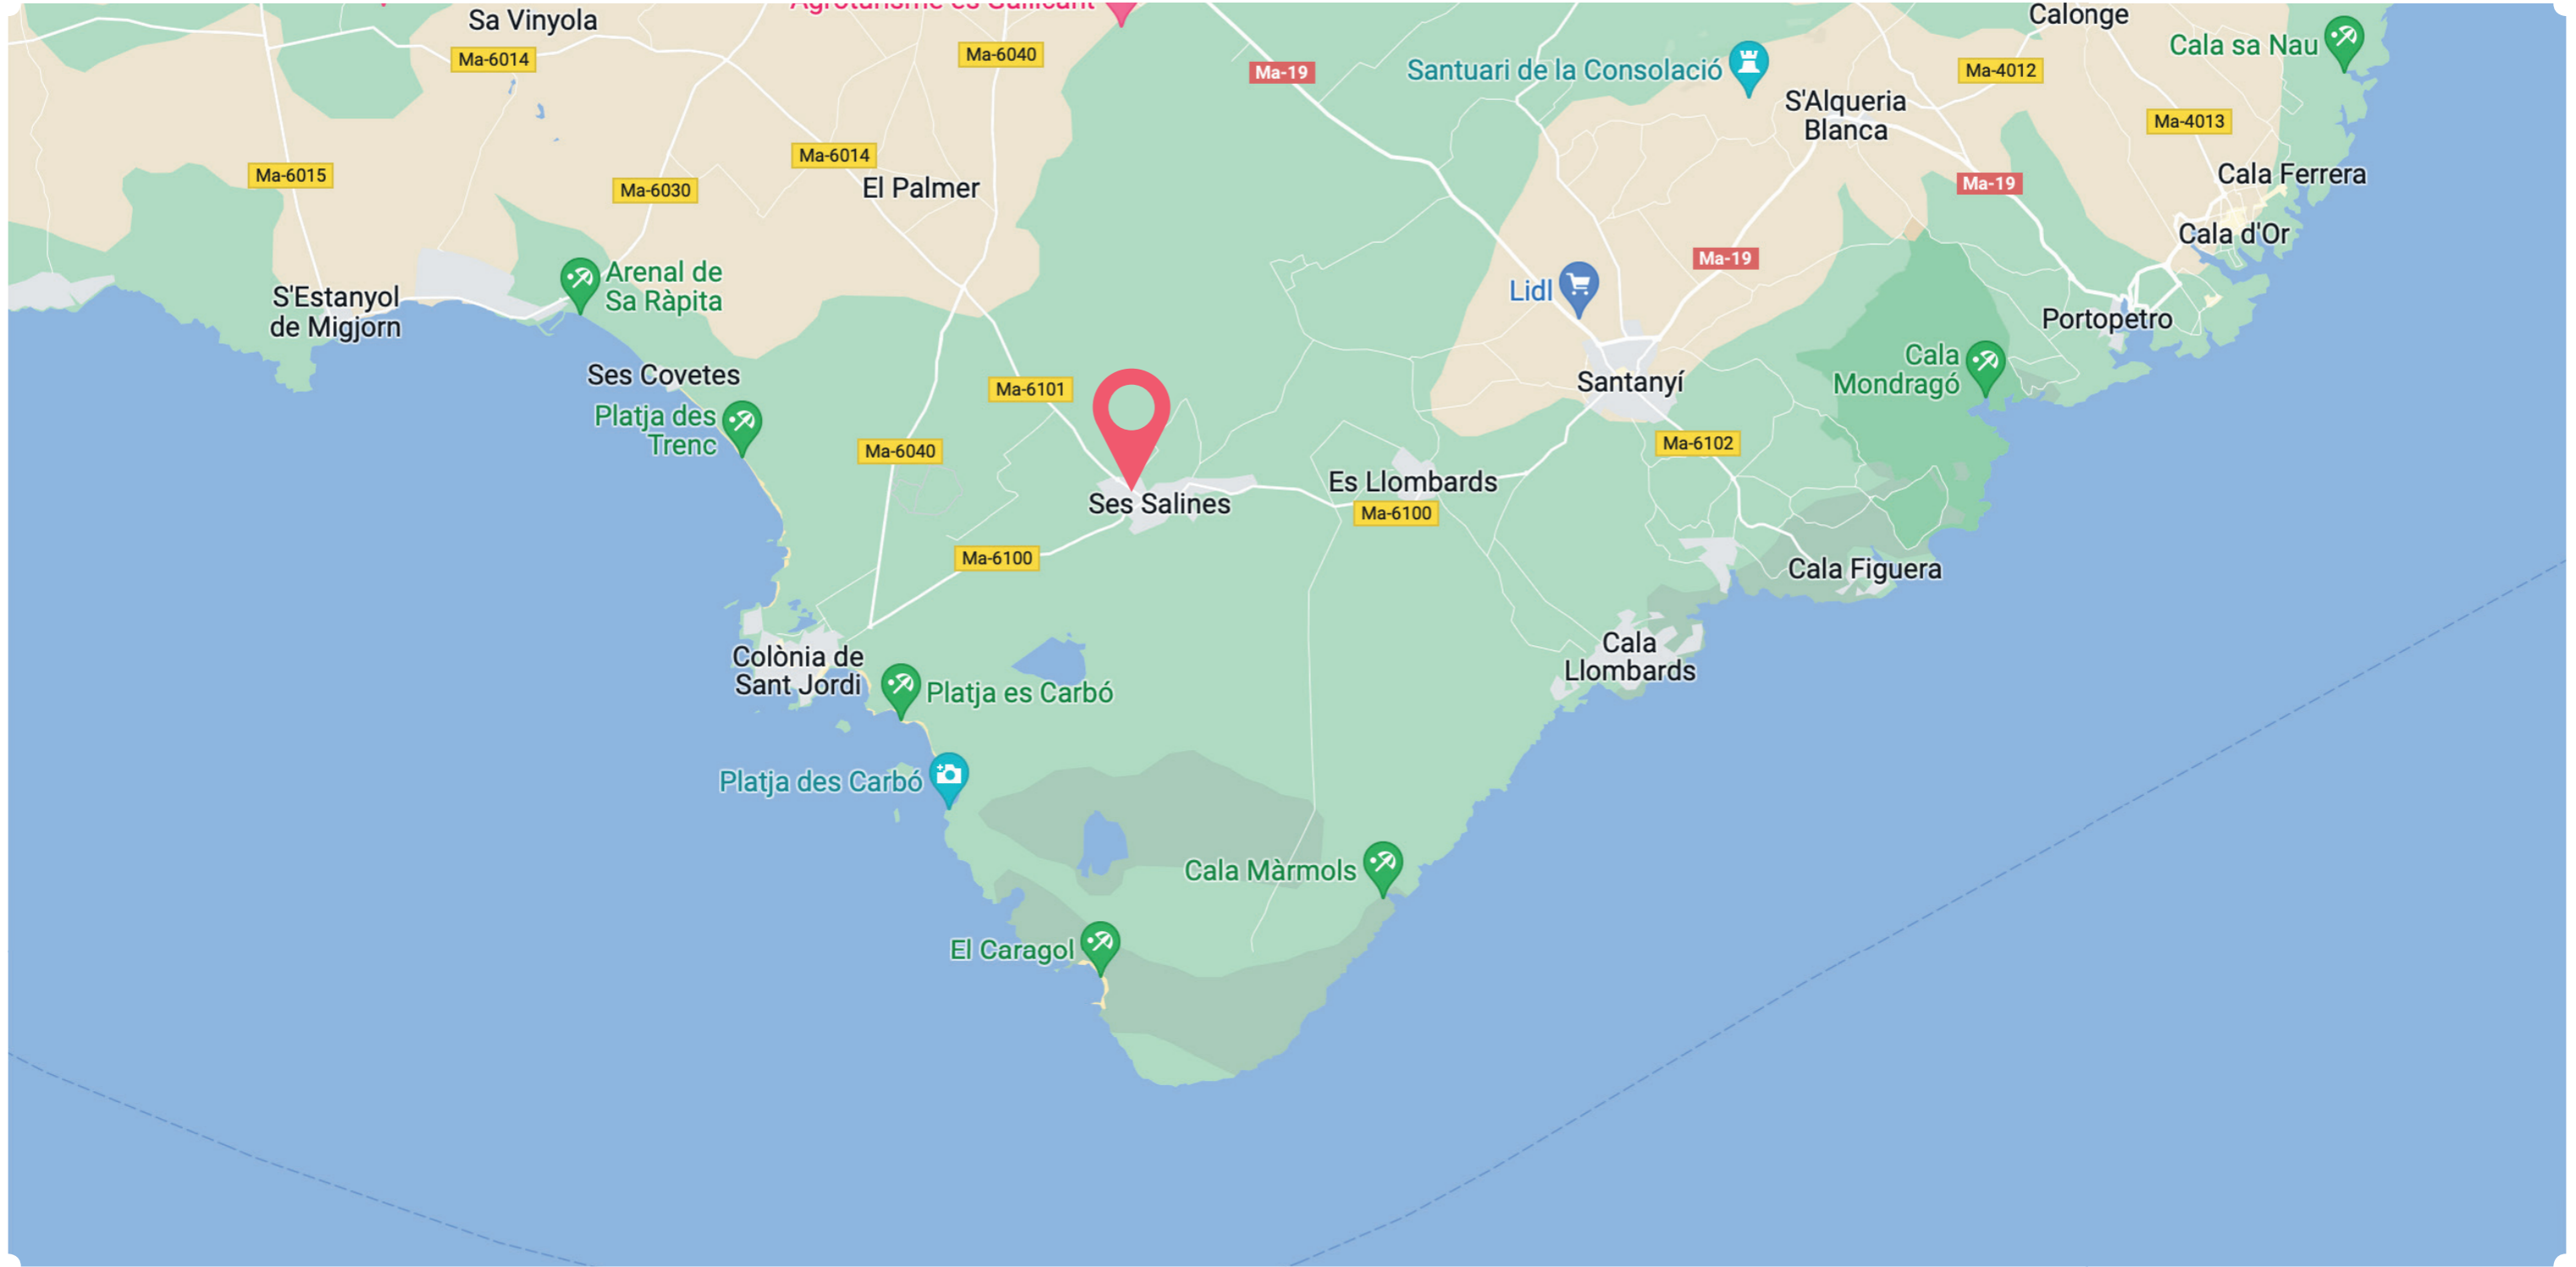 Agroturisme es Gallicant
Sa Vinyola
Calonge
Cala sa Nau
Ma-6014
Ma-6040
Ma-19
Santuari de la Consolació
Ma-4012
S'Alqueria
Blanca
Ma-4013
Ma-6014
Ma-6015
Ma-6030
El Palmer
Ma-19
Cala Ferrera
Cala d'Or
Ma-19
Arenal de
Sa Ràpita
Lidl
S'Estanyol
de Migjorn
Portopetro
Cala
Mondragó
Ses Covetes
Ma-6101
Santanyí
Platja des
Trenc
Ma-6040
Ma-6102
Es Llombards
Ses Salines
Ma-6100
Ma-6100
Cala Figuera
Cala
Llombards
Colònia de
Sant Jordi
Platja es Carbó
Platja des Carbó
Cala Màrmols
El Caragol